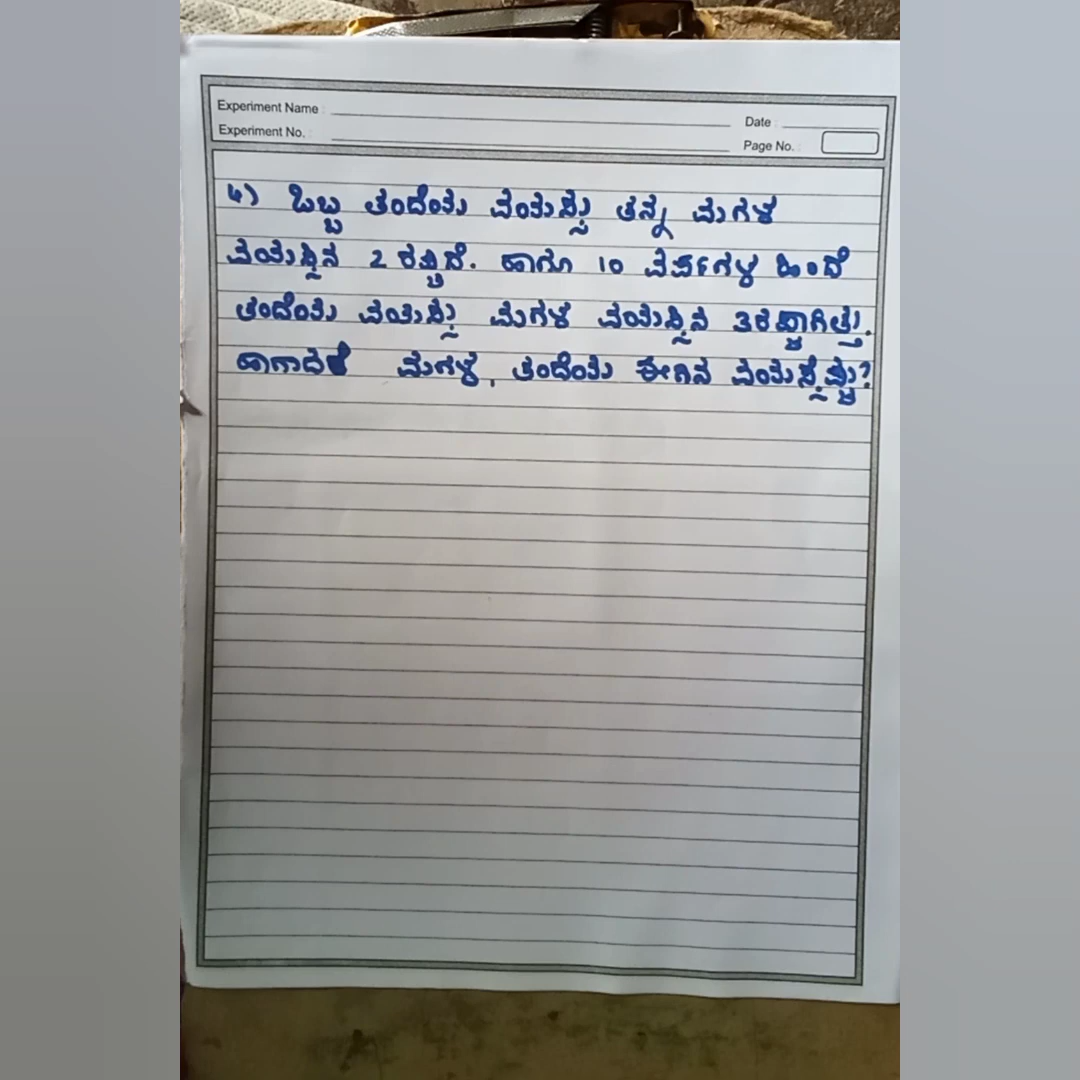 Experiment Name :
Date :
Experiment No. :
Page No. :
4) ಒಬ್ಬ ತಂದೆಯ ವಯಸ್ಸು ತನ್ನ ಮಗಳ
ವಯಸ್ಸಿನ 2 ರಷ್ಟಿದೆ. ಹಾಗೂ 10 ವರ್ಷಗಳ ಹಿಂದೆ
ತಂದೆಯ ವಯಸ್ಸು ಮಗಳ ವಯಸ್ಸಿನ 3ರಷ್ಟಾಗಿತ್ತು.
ಹಾಗಾದರೆ ಮಗಳ, ತಂದೆಯ ಈಗಿನ ವಯಸ್ಸೆಷ್ಟು?